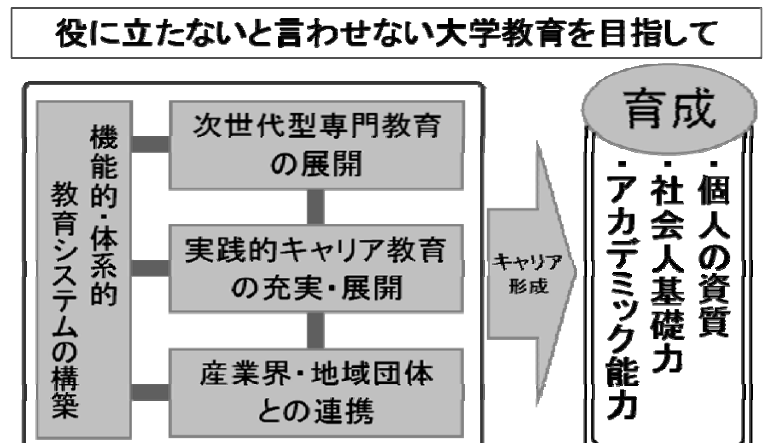 役に立たないと言わせない大学教育を目指して
機能的・体系的
教育システムの構築
次世代型専門教育
の展開
実践的キャリア教育
の充実・展開
産業界・地域団体
との連携
キャリア
形成
育成
・個人の資質
・社会人基礎力
・アカデミック能力